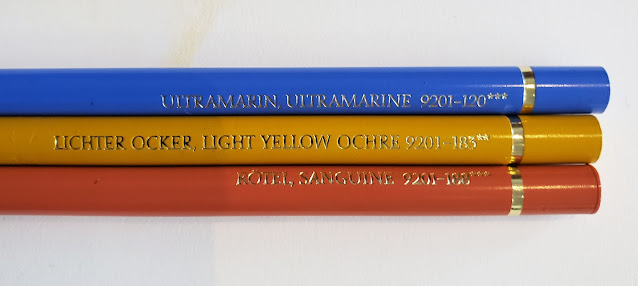 ULTRAMARIN, ULTRAMARINE 9201-120***
LICHTER OCKER, LIGHT YELLOW OCHRE 9201-183**
RÖTEL, SANGUINE 9201-188***